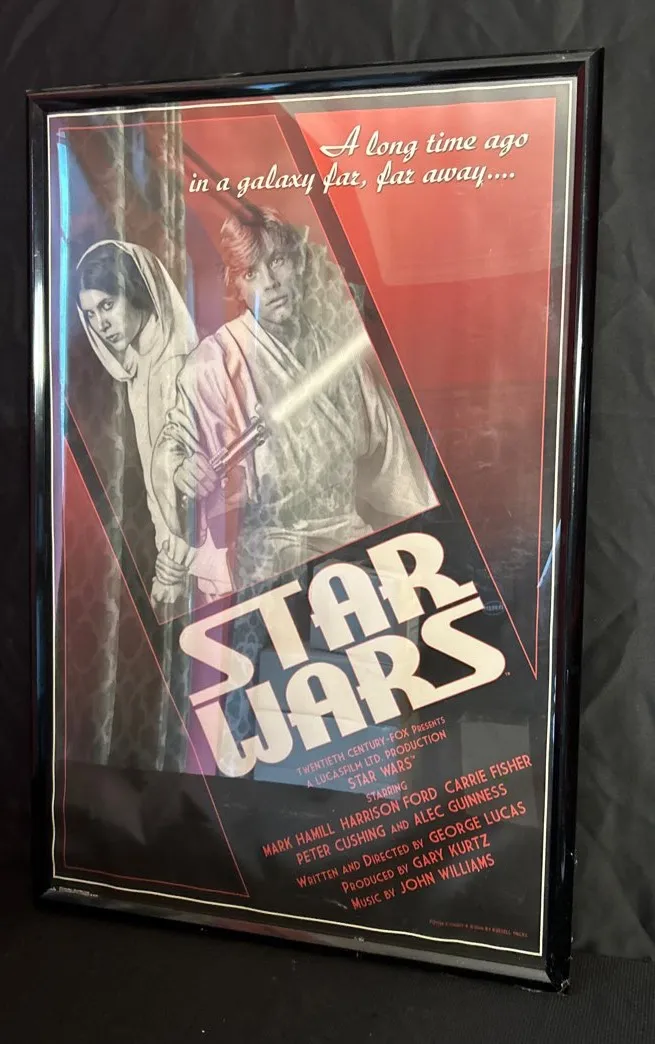 A long time ago
in a galaxy far, far away....
STAR
WARS
TM
TWENTIETH CENTURY-FOX PRESENTS
A LUCASFILM LTD. PRODUCTION
STAR WARS
STARRING
MARK HAMILL HARRISON FORD CARRIE FISHER
PETER CUSHING AND ALEC GUINNESS
WRITTEN AND DIRECTED BY GEORGE LUCAS
PRODUCED BY GARY KURTZ
MUSIC BY JOHN WILLIAMS